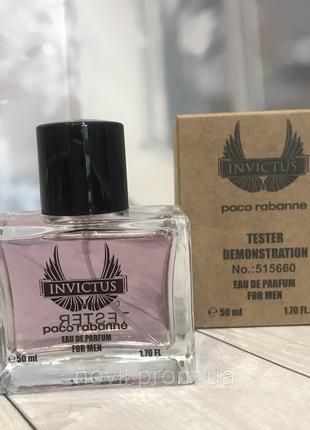 INVICTUS
paco rabanne
TESTER
EAU DE PARFUM
FOR MEN
℮ 50 ml 1.70 FL
INVICTUS
paco rabanne
TESTER
DEMONSTRATION
No.:515660
EAU DE PARFUM
FOR MEN
℮ 50 ml 1.70 FL
novii.prom.ua